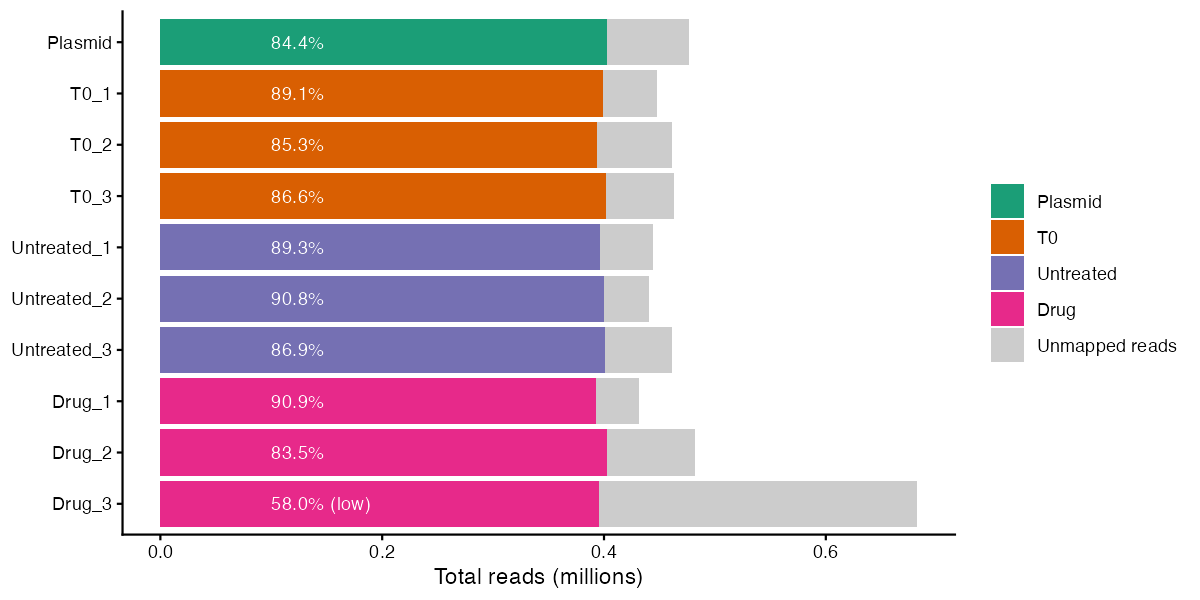 Plasmid 84.4%
T0_1 89.1%
T0_2 85.3%
T0_3 86.6%
Untreated_1 89.3%
Untreated_2 90.8%
Untreated_3 86.9%
Drug_1 90.9%
Drug_2 83.5%
Drug_3 58.0% (low)
0.0 0.2 0.4 0.6
Total reads (millions)
Plasmid
T0
Untreated
Drug
Unmapped reads